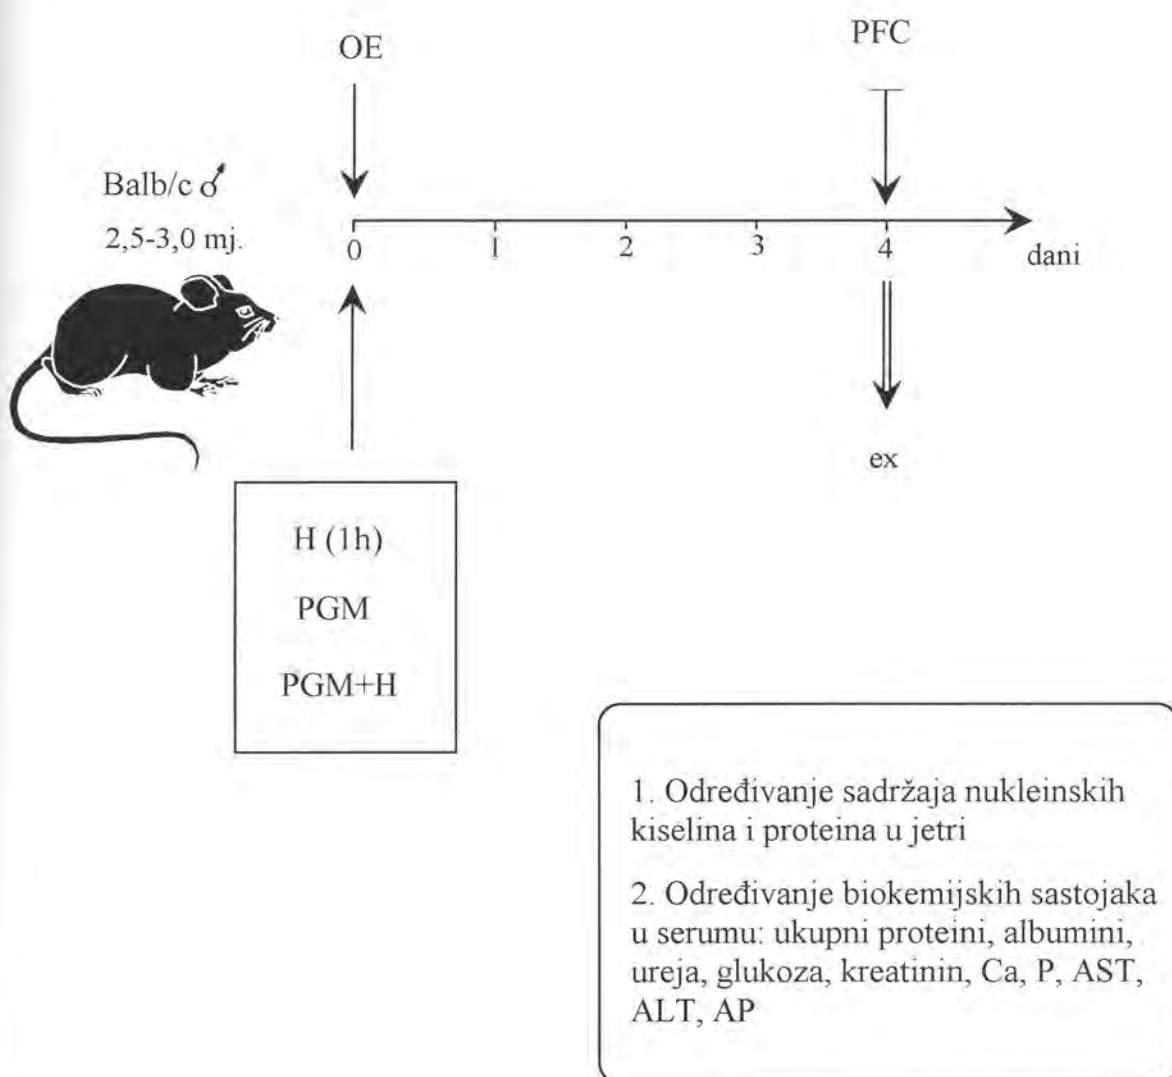 OE
PFC
Balb/c ♂
2,5-3,0 mj.
0
1
2
3
4
dani
ex
H (1h)
PGM
PGM+H
1. Određivanje sadržaja nukleinskih
kiselina i proteina u jetri
2. Određivanje biokemijskih sastojaka
u serumu: ukupni proteini, albumini,
ureja, glukoza, kreatinin, Ca, P, AST,
ALT, AP